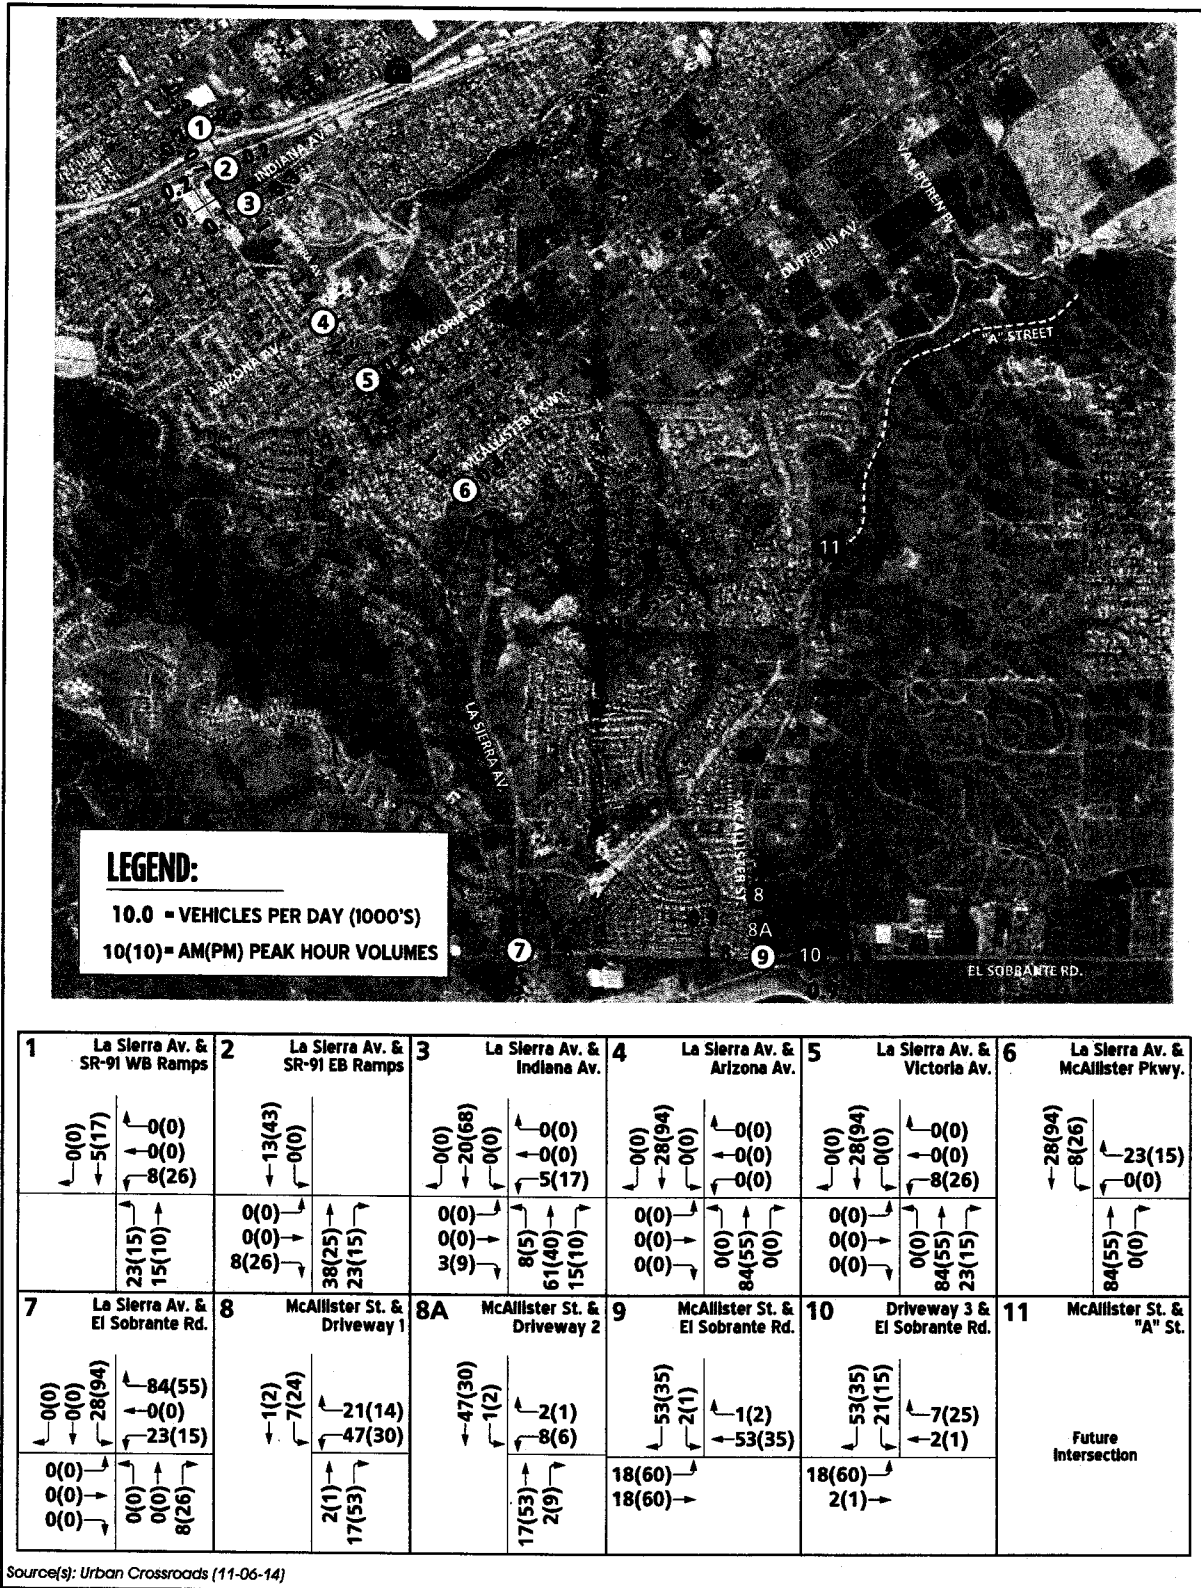 1
2
INDIANA AV.
3
VAN BUREN BL.
DUFFERIN AV.
"A" STREET
4
VICTORIA AV.
ARIZONA AV.
5
MCALLISTER PKWY.
6
11
LA SIERRA AV.
MCALLISTER ST.
8
8A
7
9
10
EL SOBRANTE RD.
LEGEND:
10.0 = VEHICLES PER DAY (1000'S)
10(10)= AM(PM) PEAK HOUR VOLUMES
1
La Sierra Av. &
SR-91 WB Ramps
0(0)
5(17)
0(0)
0(0)
8(26)
23(15)
15(10)
2
La Sierra Av. &
SR-91 EB Ramps
13(43)
0(0)
0(0)
0(0)
8(26)
38(25)
23(15)
3
La Sierra Av. &
Indiana Av.
0(0)
20(68)
0(0)
0(0)
0(0)
5(17)
0(0)
0(0)
3(9)
8(5)
61(40)
15(10)
4
La Sierra Av. &
Arizona Av.
0(0)
28(94)
0(0)
0(0)
0(0)
0(0)
0(0)
0(0)
0(0)
0(0)
84(55)
0(0)
5
La Sierra Av. &
Victoria Av.
0(0)
28(94)
0(0)
0(0)
0(0)
8(26)
0(0)
0(0)
0(0)
0(0)
84(55)
23(15)
6
La Sierra Av. &
McAllister Pkwy.
28(94)
8(26)
23(15)
0(0)
84(55)
0(0)
7
La Sierra Av. &
El Sobrante Rd.
0(0)
0(0)
28(94)
84(55)
0(0)
23(15)
0(0)
0(0)
0(0)
0(0)
0(0)
8(26)
8
McAllister St. &
Driveway 1
1(2)
7(24)
21(14)
47(30)
2(1)
17(53)
8A
McAllister St. &
Driveway 2
47(30)
1(2)
2(1)
8(6)
17(53)
2(9)
9
McAllister St. &
El Sobrante Rd.
53(35)
2(1)
1(2)
53(35)
18(60)
18(60)
10
Driveway 3 &
El Sobrante Rd.
53(35)
21(15)
7(25)
2(1)
18(60)
2(1)
11
McAllister St. &
"A" St.
Future
Intersection
Source(s): Urban Crossroads (11-06-14)